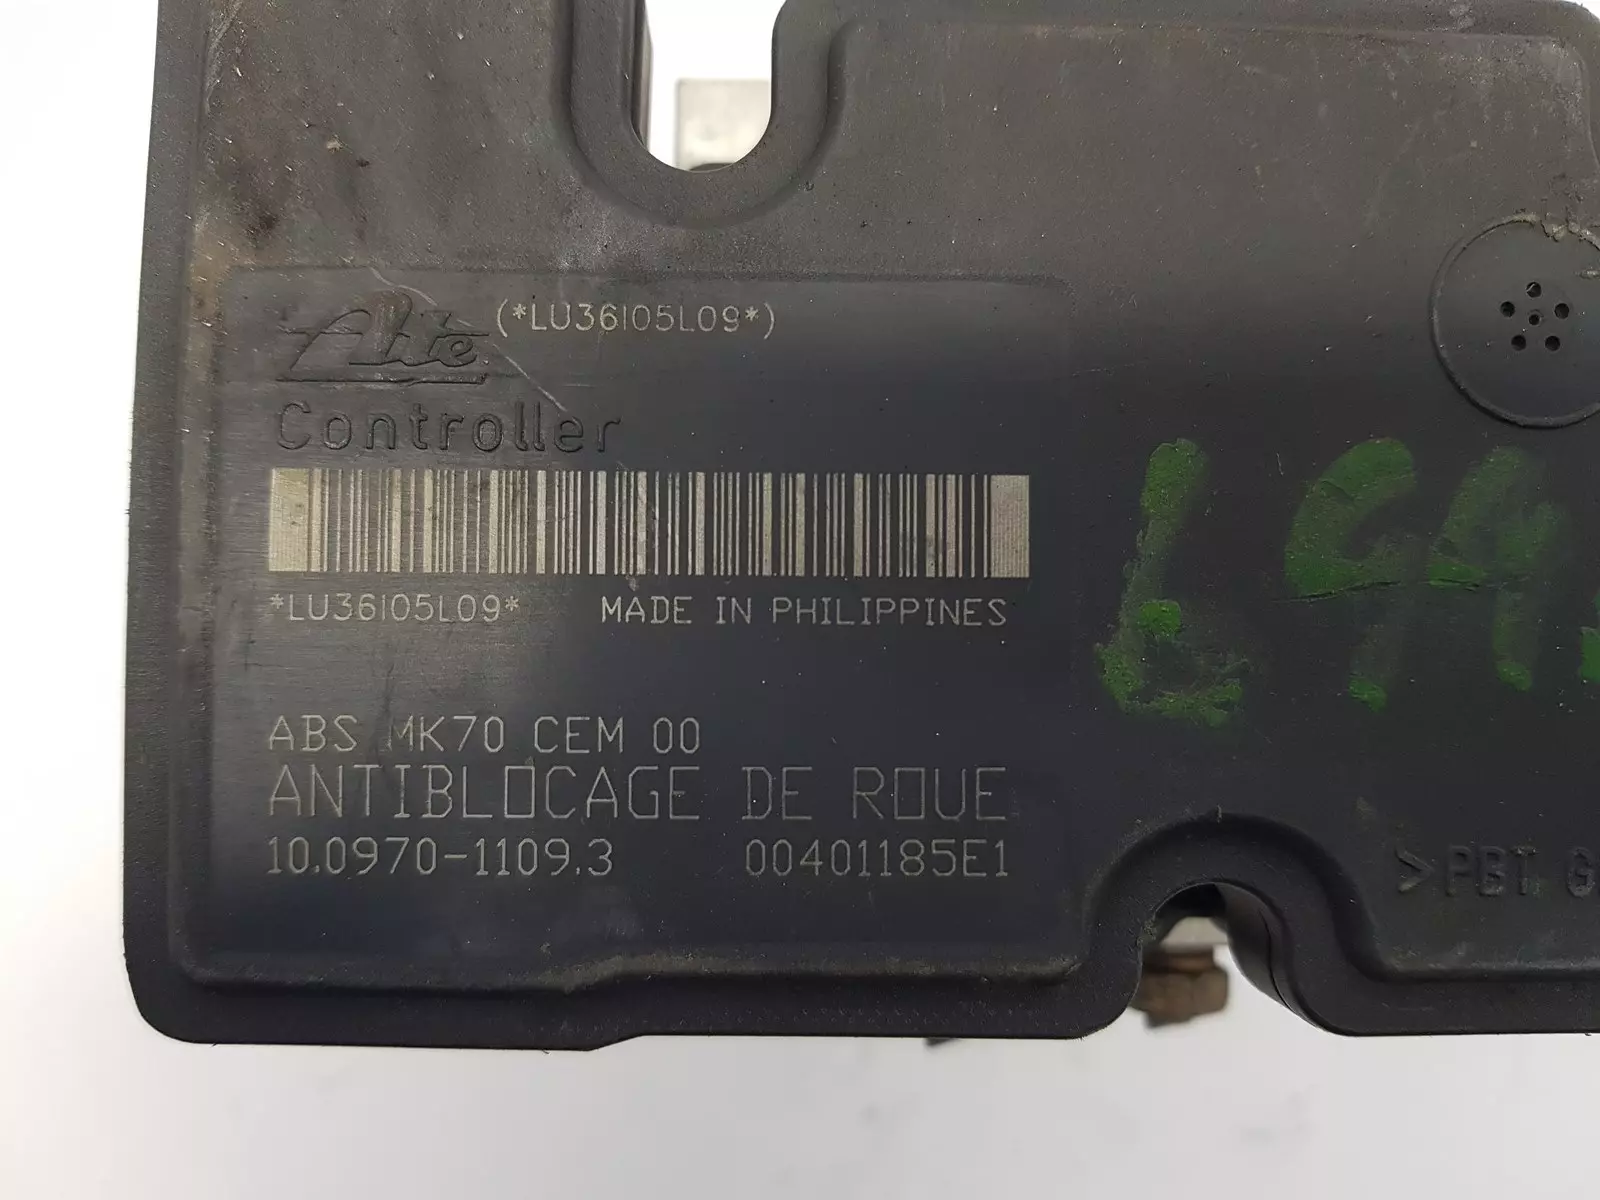 Ate (*LU36I05L09*)
Controller
*LU36I05L09* MADE IN PHILIPPINES
ABS MK70 CEM 00
ANTIBLOCAGE DE ROUE
10.0970-1109.3 00401185E1
>PBT G